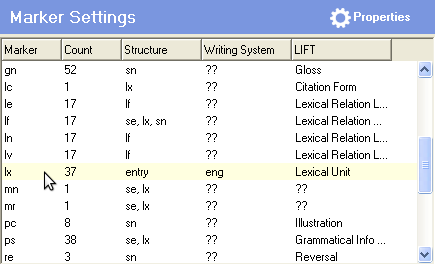 Marker Settings Properties
Marker Count Structure Writing System LIFT
gn 52 sn ?? Gloss
lc 1 lx ?? Citation Form
le 17 lf ?? Lexical Relation L...
lf 17 se, lx, sn ?? Lexical Relation L...
ln 17 lf ?? Lexical Relation L...
lv 17 lf ?? Lexical Relation L...
lx 37 entry eng Lexical Unit
mn 1 se, lx ?? ??
mr 1 se, lx ?? ??
pc 8 sn ?? Illustration
ps 38 se, lx ?? Grammatical Info ...
re 3 sn ?? Reversal